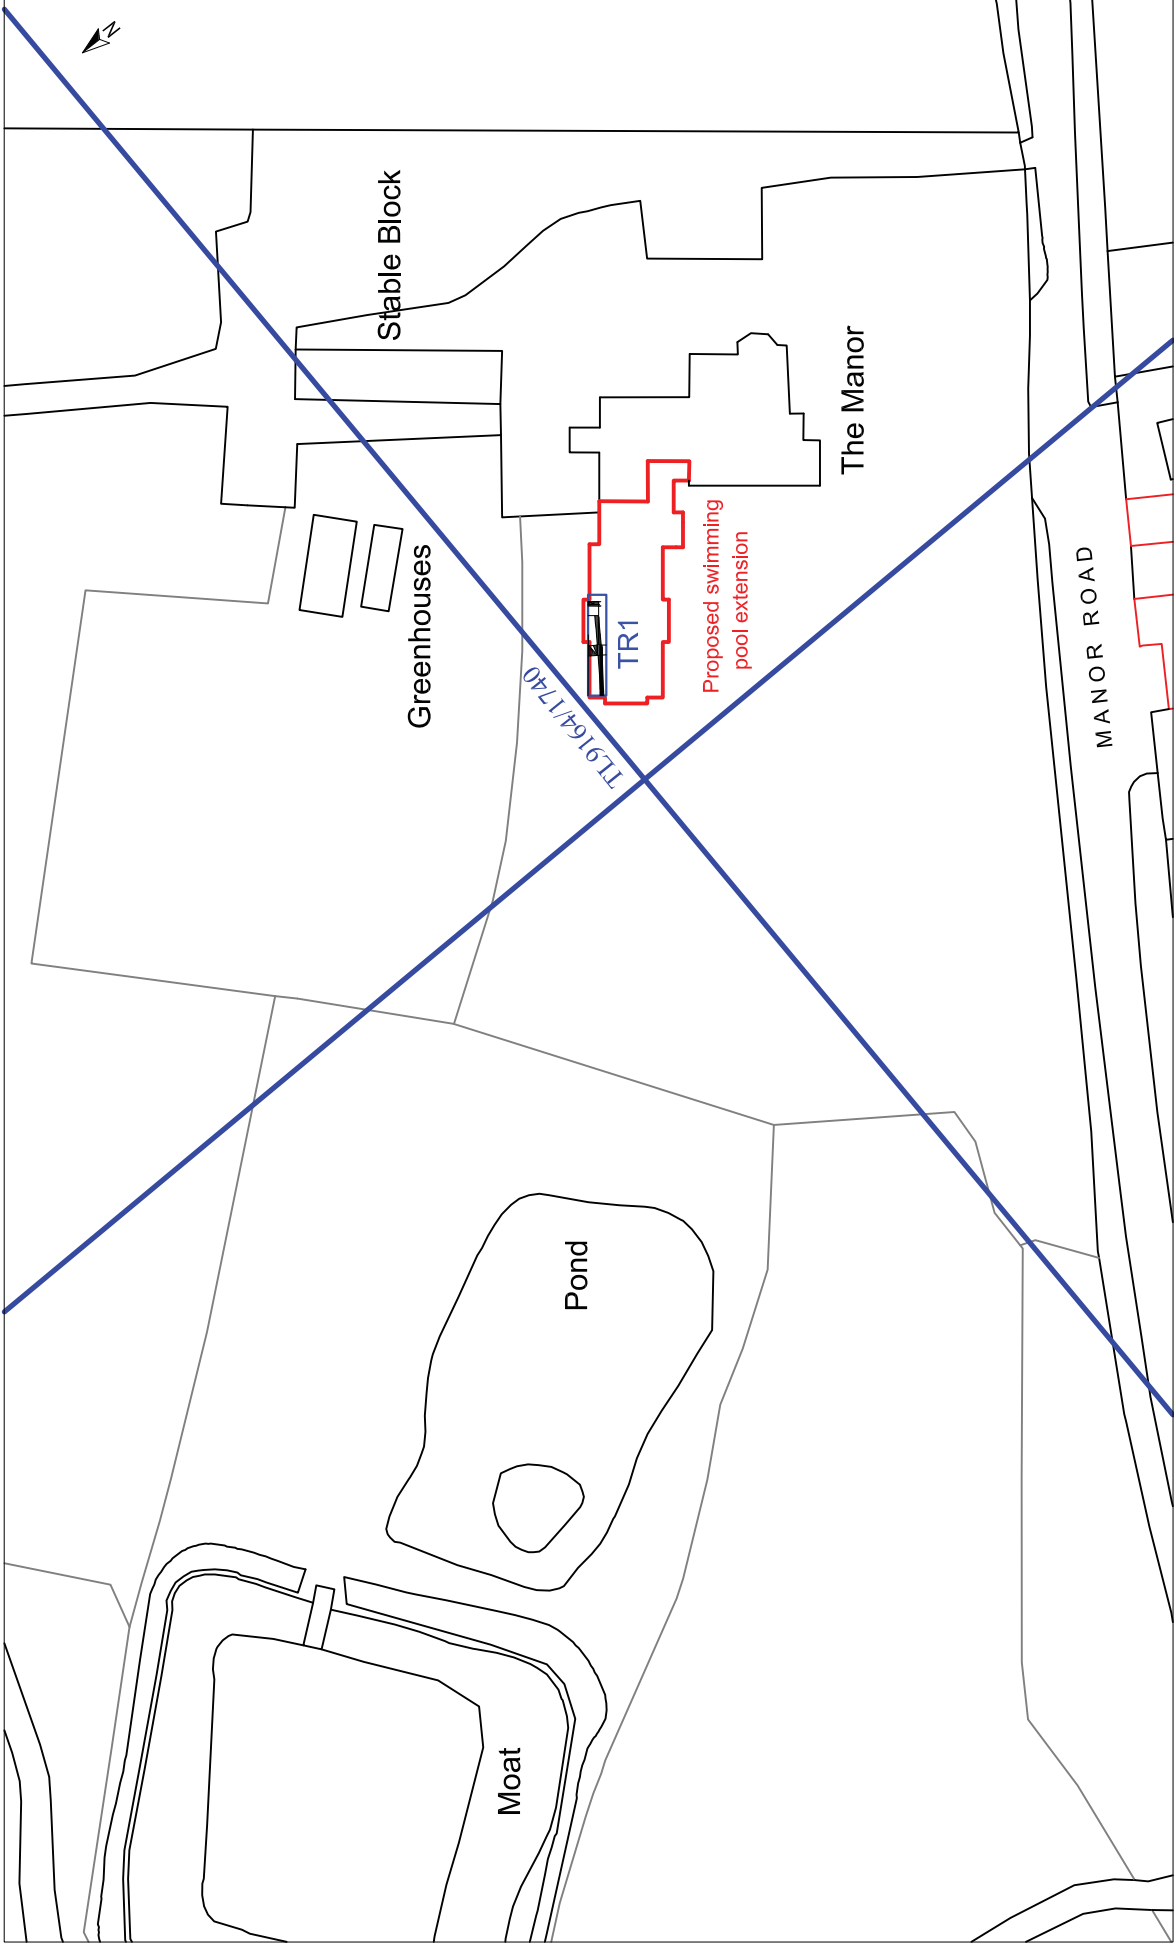 N
Stable Block
The Manor
Greenhouses
Proposed swimming
pool extension
TR1
TL9164/1740
MANOR ROAD
Pond
Moat